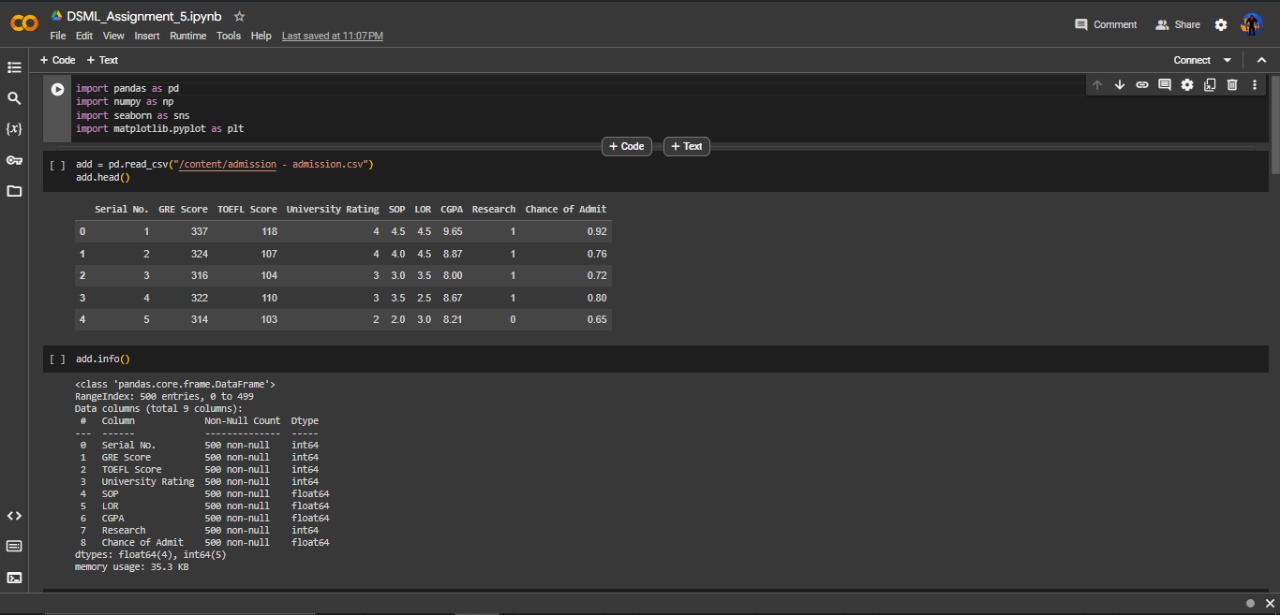 DSML_Assignment_5.ipynb
File Edit View Insert Runtime Tools Help Last saved at 11:07 PM
Comment Share
+ Code + Text
Connect
import pandas as pd
import numpy as np
import seaborn as sns
import matplotlib.pyplot as plt
+ Code + Text
[ ] add = pd.read_csv("/content/admission - admission.csv")
add.head()
Serial No. GRE Score TOEFL Score University Rating SOP LOR CGPA Research Chance of Admit
0 1 337 118 4 4.5 4.5 9.65 1 0.92
1 2 324 107 4 4.0 4.5 8.87 1 0.76
2 3 316 104 3 3.0 3.5 8.00 1 0.72
3 4 322 110 3 3.5 2.5 8.67 1 0.80
4 5 314 103 2 2.0 3.0 8.21 0 0.65
[ ] add.info()
<class 'pandas.core.frame.DataFrame'>
RangeIndex: 500 entries, 0 to 499
Data columns (total 9 columns):
# Column Non-Null Count Dtype
--- ------ -------------- -----
0 Serial No. 500 non-null int64
1 GRE Score 500 non-null int64
2 TOEFL Score 500 non-null int64
3 University Rating 500 non-null int64
4 SOP 500 non-null float64
5 LOR 500 non-null float64
6 CGPA 500 non-null float64
7 Research 500 non-null int64
8 Chance of Admit 500 non-null float64
dtypes: float64(4), int64(5)
memory usage: 35.3 KB